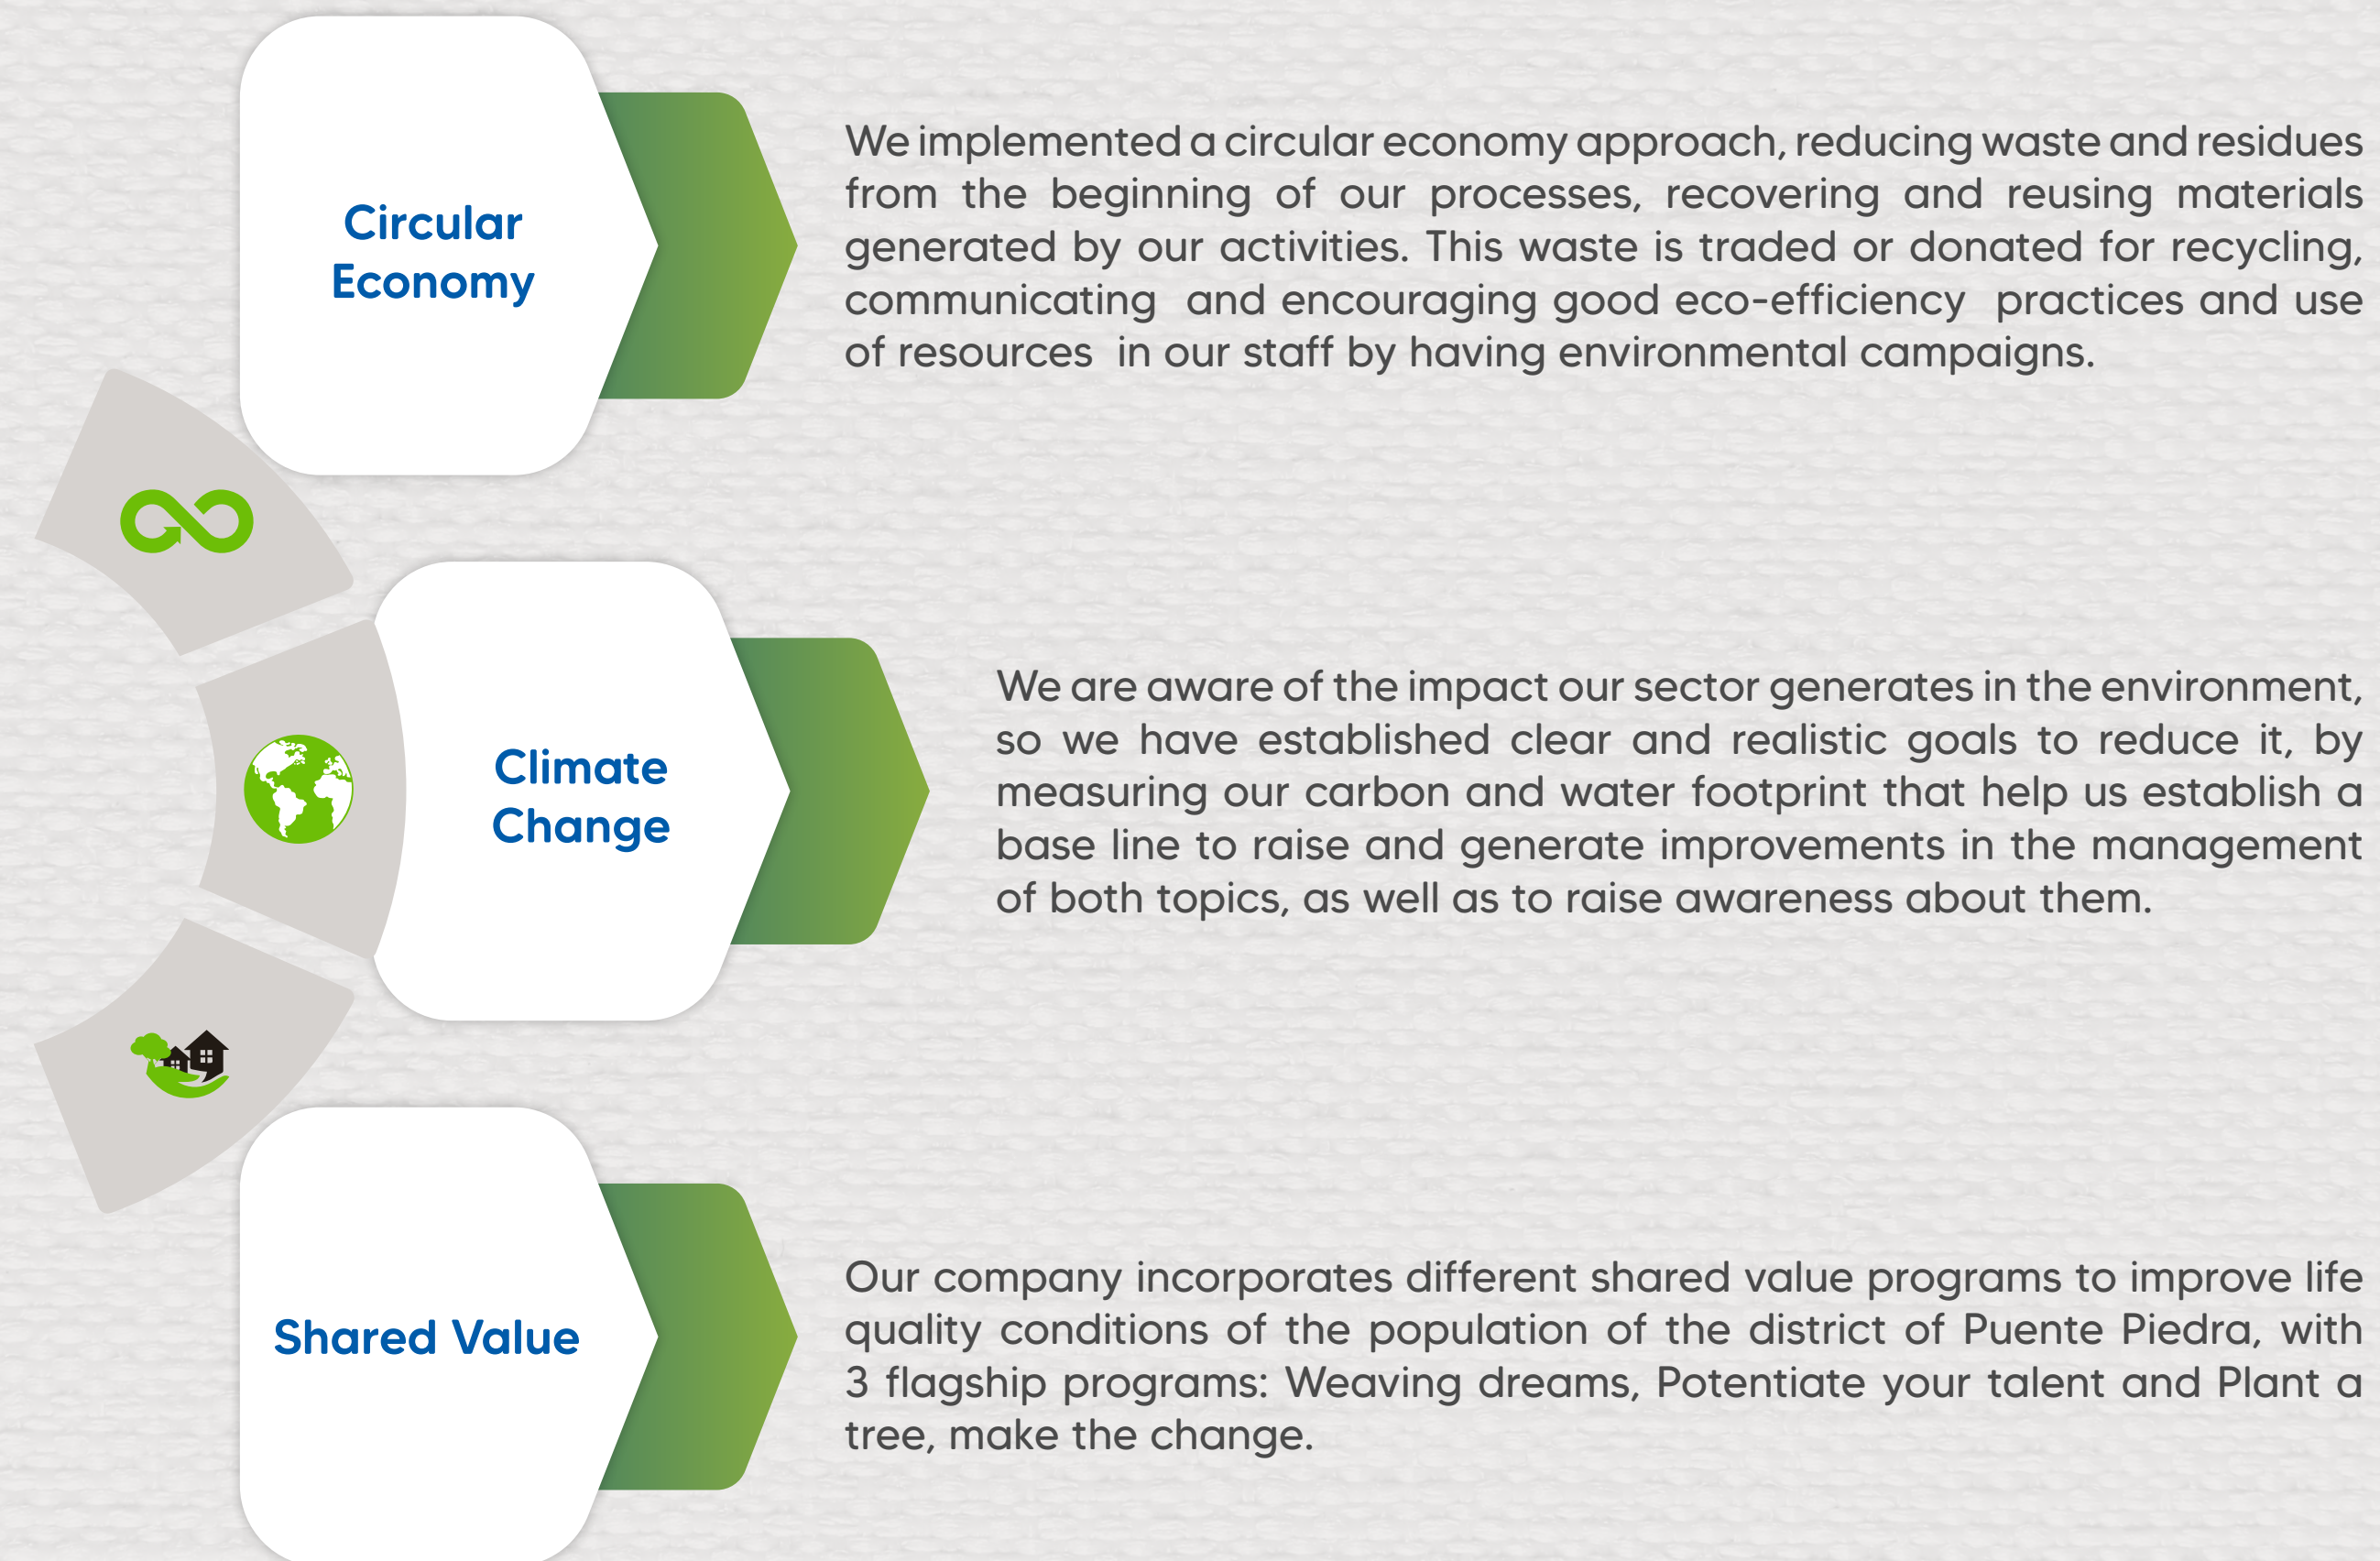 Circular
Economy
We implemented a circular economy approach, reducing waste and residues
from the beginning of our processes, recovering and reusing materials
generated by our activities. This waste is traded or donated for recycling,
communicating and encouraging good eco-efficiency practices and use
of resources in our staff by having environmental campaigns.
Climate
Change
We are aware of the impact our sector generates in the environment,
so we have established clear and realistic goals to reduce it, by
measuring our carbon and water footprint that help us establish a
base line to raise and generate improvements in the management
of both topics, as well as to raise awareness about them.
Shared Value
Our company incorporates different shared value programs to improve life
quality conditions of the population of the district of Puente Piedra, with
3 flagship programs: Weaving dreams, Potentiate your talent and Plant a
tree, make the change.